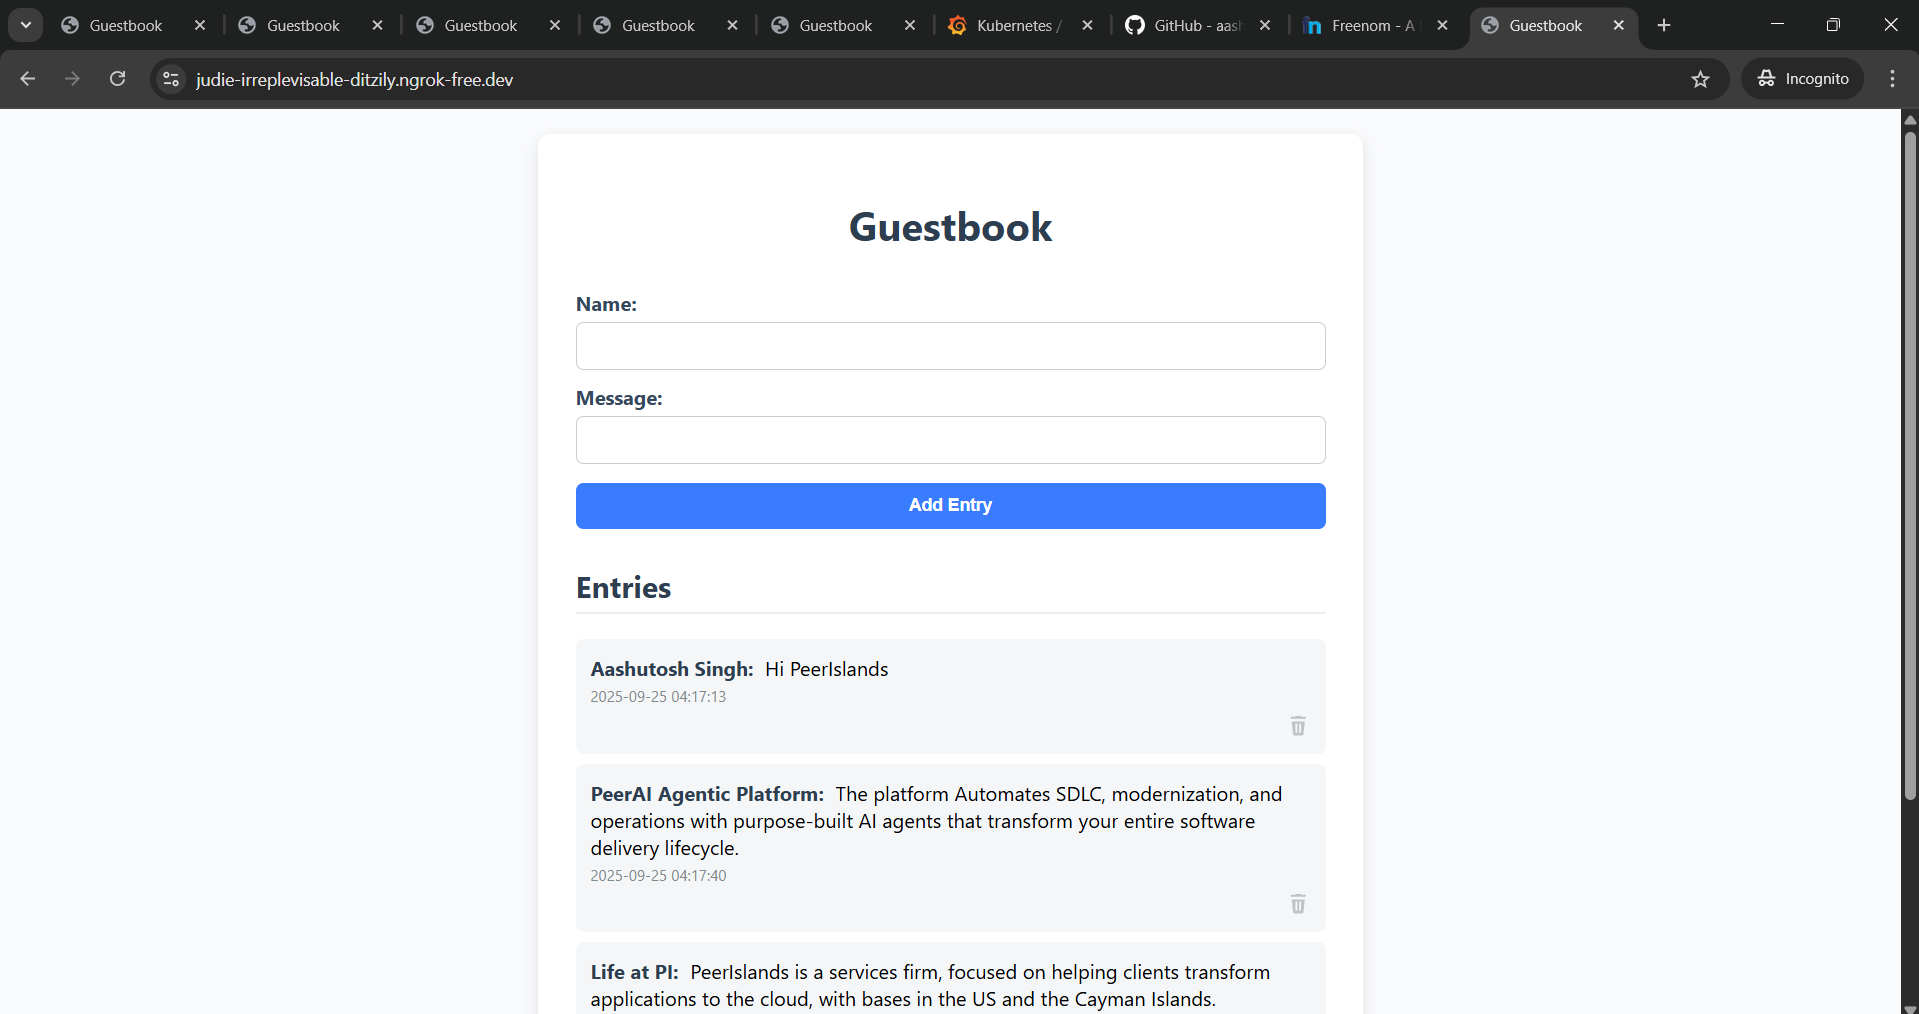 Guestbook
Guestbook
Guestbook
Guestbook
Guestbook
Kubernetes /
GitHub - aash
Freenom - A
Guestbook
judie-irreplevisable-ditzily.ngrok-free.dev
Incognito
Guestbook
Name:
Message:
Add Entry
Entries
Aashutosh Singh: Hi PeerIslands
2025-09-25 04:17:13
PeerAI Agentic Platform: The platform Automates SDLC, modernization, and
operations with purpose-built AI agents that transform your entire software
delivery lifecycle.
2025-09-25 04:17:40
Life at PI: PeerIslands is a services firm, focused on helping clients transform
applications to the cloud, with bases in the US and the Cayman Islands.